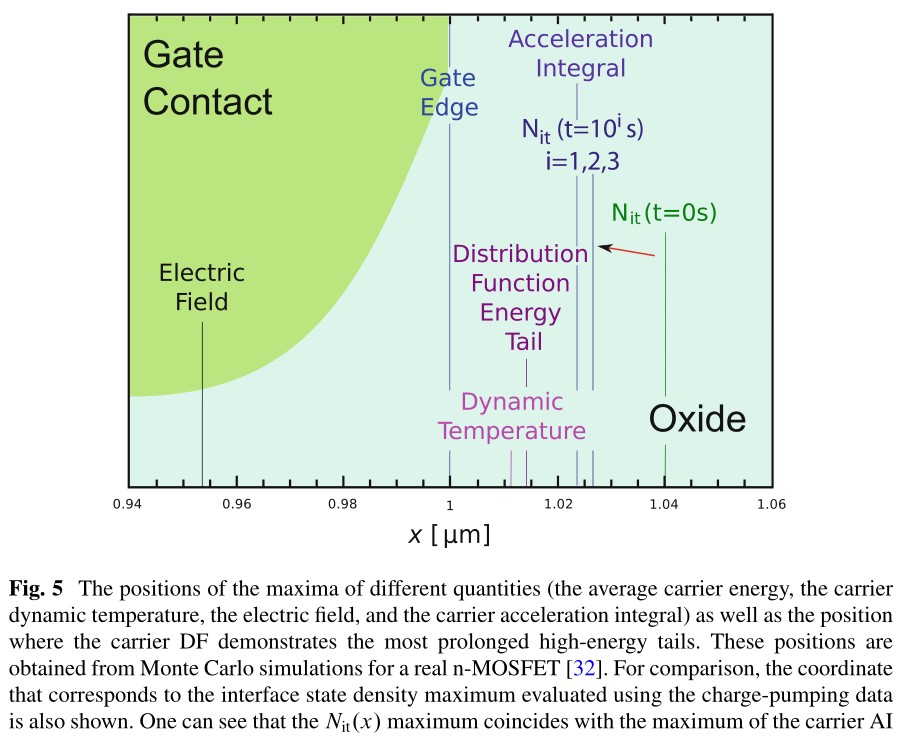 Gate
Contact
Gate
Edge
Acceleration
Integral
N_it (t=10^i s)
i=1,2,3
N_it (t=0s)
Distribution
Function
Energy
Tail
Electric
Field
Dynamic
Temperature
Oxide
0.94 0.96 0.98 1 1.02 1.04 1.06
x [μm]
Fig. 5 The positions of the maxima of different quantities (the average carrier energy, the carrier
dynamic temperature, the electric field, and the carrier acceleration integral) as well as the position
where the carrier DF demonstrates the most prolonged high-energy tails. These positions are
obtained from Monte Carlo simulations for a real n-MOSFET [32]. For comparison, the coordinate
that corresponds to the interface state density maximum evaluated using the charge-pumping data
is also shown. One can see that the N_it(x) maximum coincides with the maximum of the carrier AI